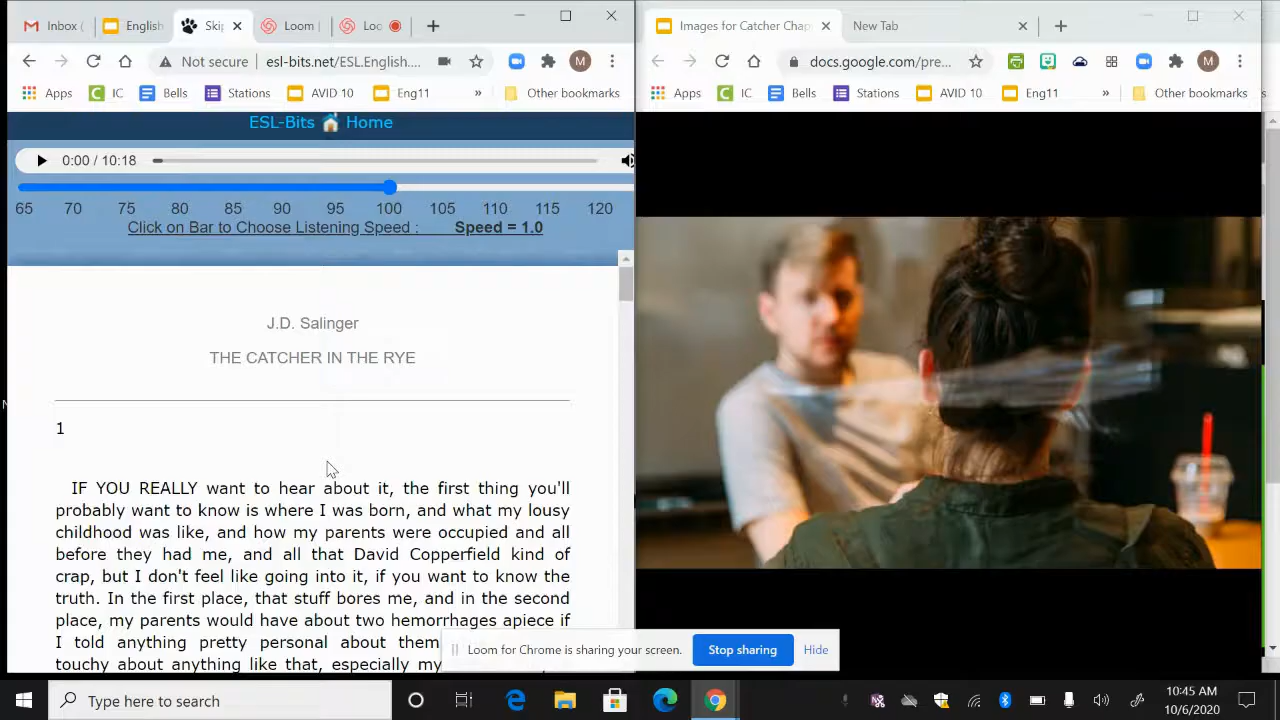 Inbox (
English
Skip
Loom
Loo
Images for Catcher Chap
New Tab
Not secure
esl-bits.net/ESL.English....
M
docs.google.com/pre...
M
Apps
IC
Bells
Stations
AVID 10
Eng11
»
Other bookmarks
Apps
IC
Bells
Stations
AVID 10
Eng11
»
Other bookmarks
ESL-Bits Home
0:00 / 10:18
65 70 75 80 85 90 95 100 105 110 115 120
Click on Bar to Choose Listening Speed : Speed = 1.0
J.D. Salinger
THE CATCHER IN THE RYE
1
IF YOU REALLY want to hear about it, the first thing you'll
probably want to know is where I was born, and what my lousy
childhood was like, and how my parents were occupied and all
before they had me, and all that David Copperfield kind of
crap, but I don't feel like going into it, if you want to know the
truth. In the first place, that stuff bores me, and in the second
place, my parents would have about two hemorrhages apiece if
I told anything pretty personal about them
touchy about anything like that, especially my
Loom for Chrome is sharing your screen.
Stop sharing
Hide
Type here to search
10:45 AM
10/6/2020